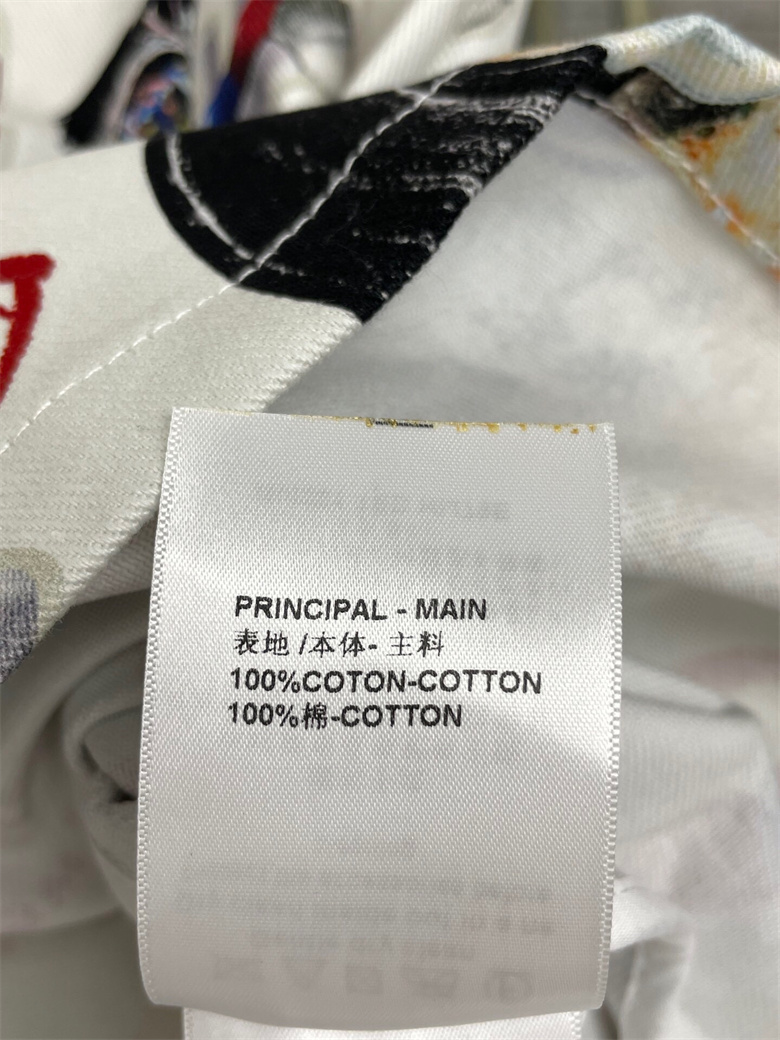 PRINCIPAL - MAIN
表地 /本体- 主料
100%COTON-COTTON
100%棉-COTTON